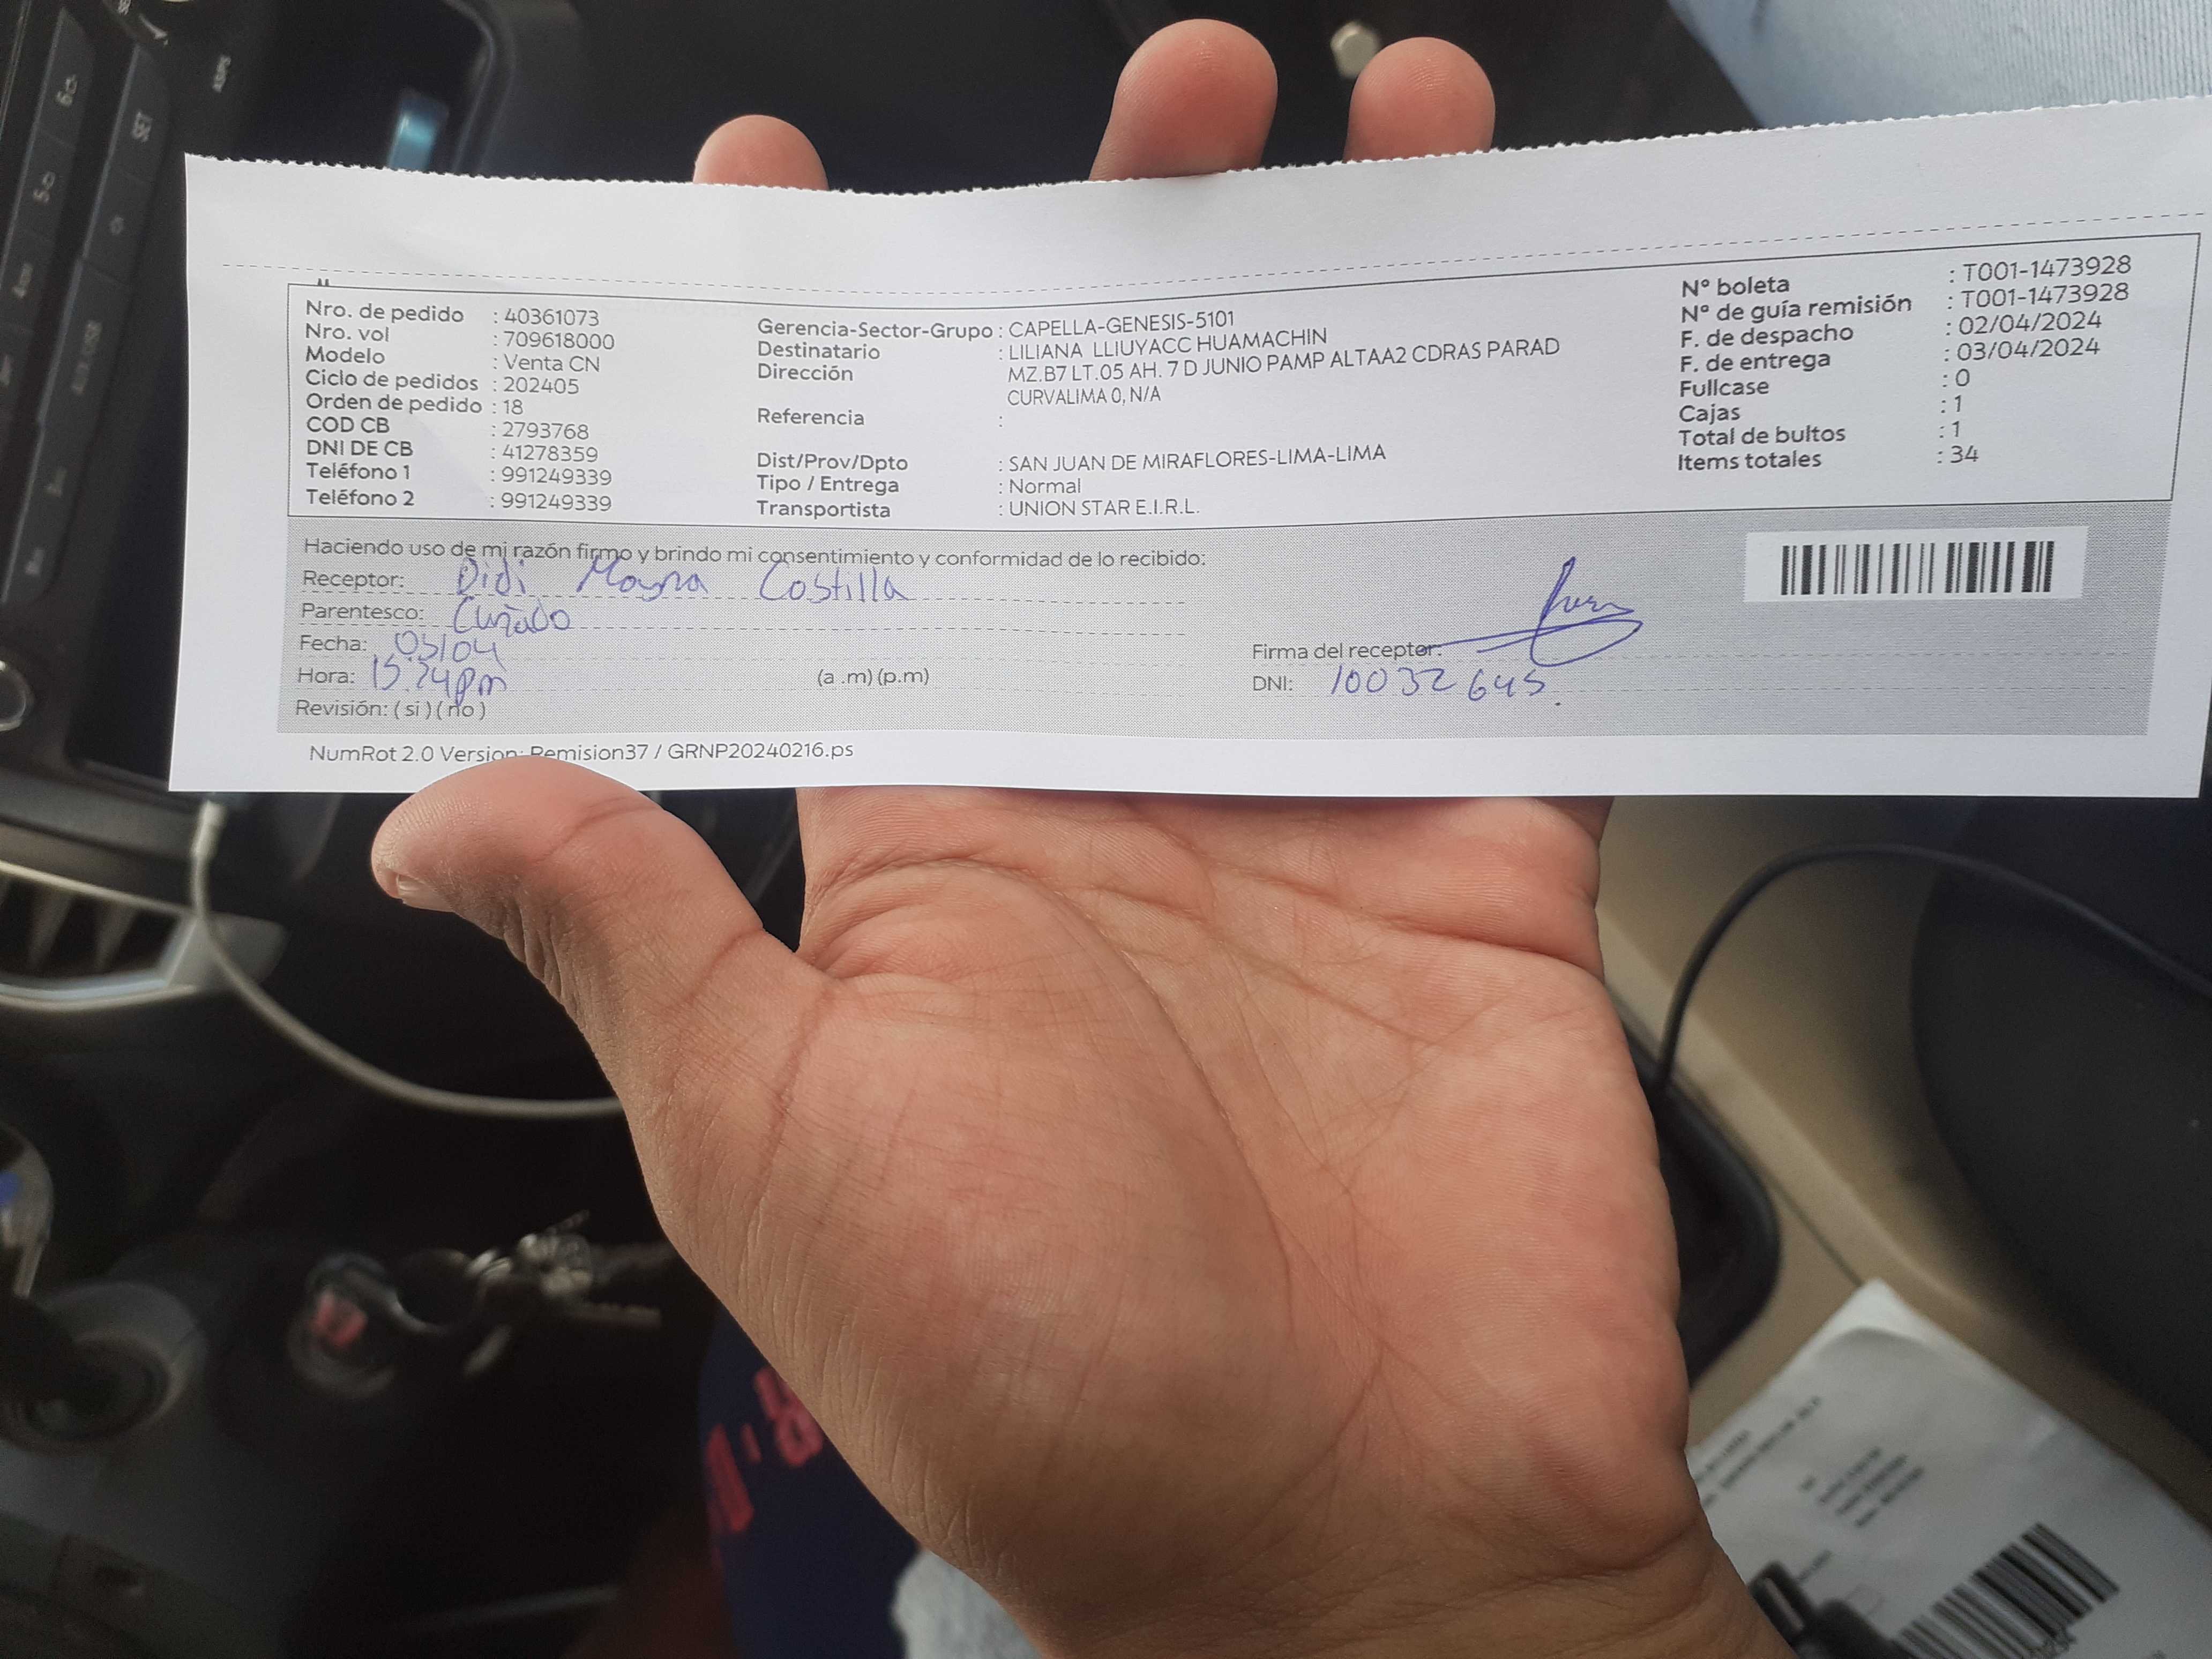 Nro. de pedido : 40361073
Nro. vol : 709618000
Modelo : Venta CN
Ciclo de pedidos : 202405
Orden de pedido : 18
COD CB : 2793768
DNI DE CB : 41278359
Teléfono 1 : 991249339
Teléfono 2 : 991249339
Gerencia-Sector-Grupo : CAPELLA-GENESIS-5101
Destinatario : LILIANA LLIUYACC HUAMACHIN
Dirección : MZ.B7 LT.05 AH. 7 D JUNIO PAMP ALTAA2 CDRAS PARAD
CURVALIMA 0, N/A
Referencia :
Dist/Prov/Dpto : SAN JUAN DE MIRAFLORES-LIMA-LIMA
Tipo / Entrega : Normal
Transportista : UNION STAR E.I.R.L.
Nº boleta : T001-1473928
Nº de guía remisión : T001-1473928
F. de despacho : 02/04/2024
F. de entrega : 03/04/2024
Fullcase : 0
Cajas : 1
Total de bultos : 1
Items totales : 34
Haciendo uso de mi razón firmo y brindo mi consentimiento y conformidad de lo recibido:
Receptor: Didi Costilla
Parentesco: Cuñado
Fecha: 03/04
Hora: 15:24pm (a .m) (p.m)
Revisión: ( si ) ( no )
Firma del receptor:
DNI: 10032645
NumRot 2.0 Version: Remision37 / GRNP20240216.ps
SET